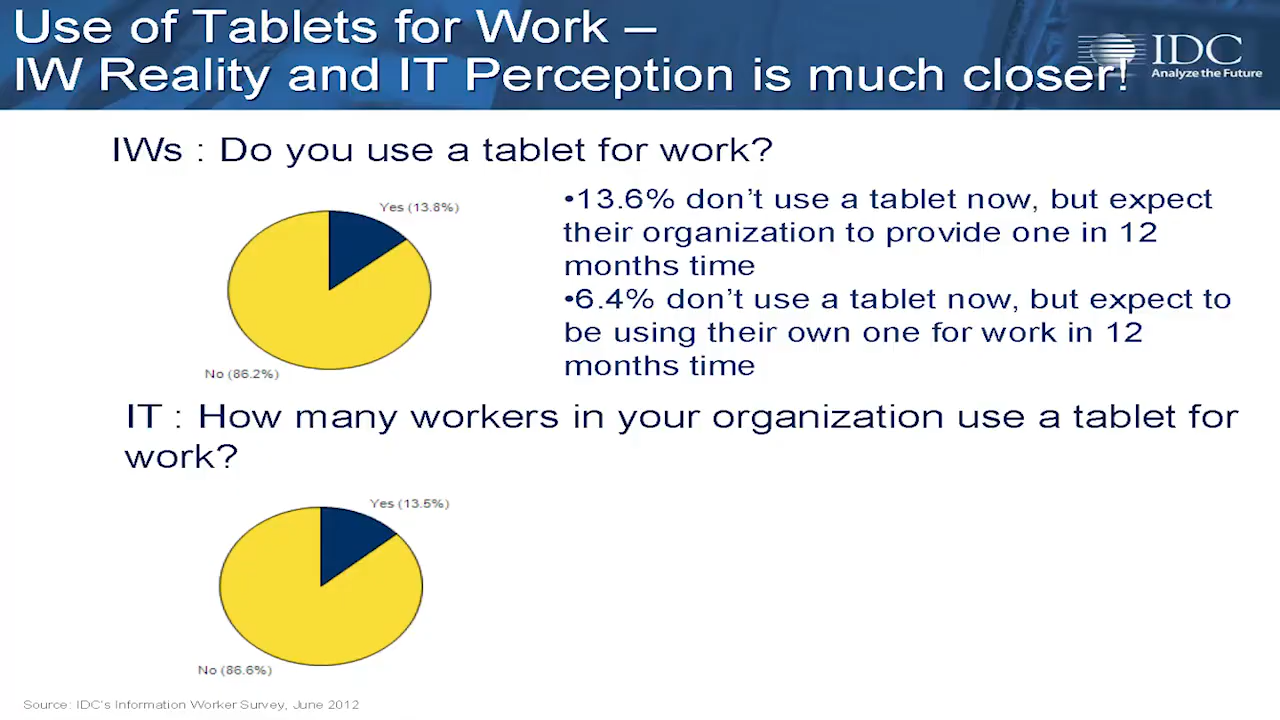 Use of Tablets for Work –
IW Reality and IT Perception is much closer!
IDC
Analyze the Future
IWs : Do you use a tablet for work?
Yes (13.8%)
No (86.2%)
•13.6% don't use a tablet now, but expect
their organization to provide one in 12
months time
•6.4% don't use a tablet now, but expect to
be using their own one for work in 12
months time
IT : How many workers in your organization use a tablet for
work?
Yes (13.5%)
No (86.6%)
Source: IDC's Information Worker Survey, June 2012